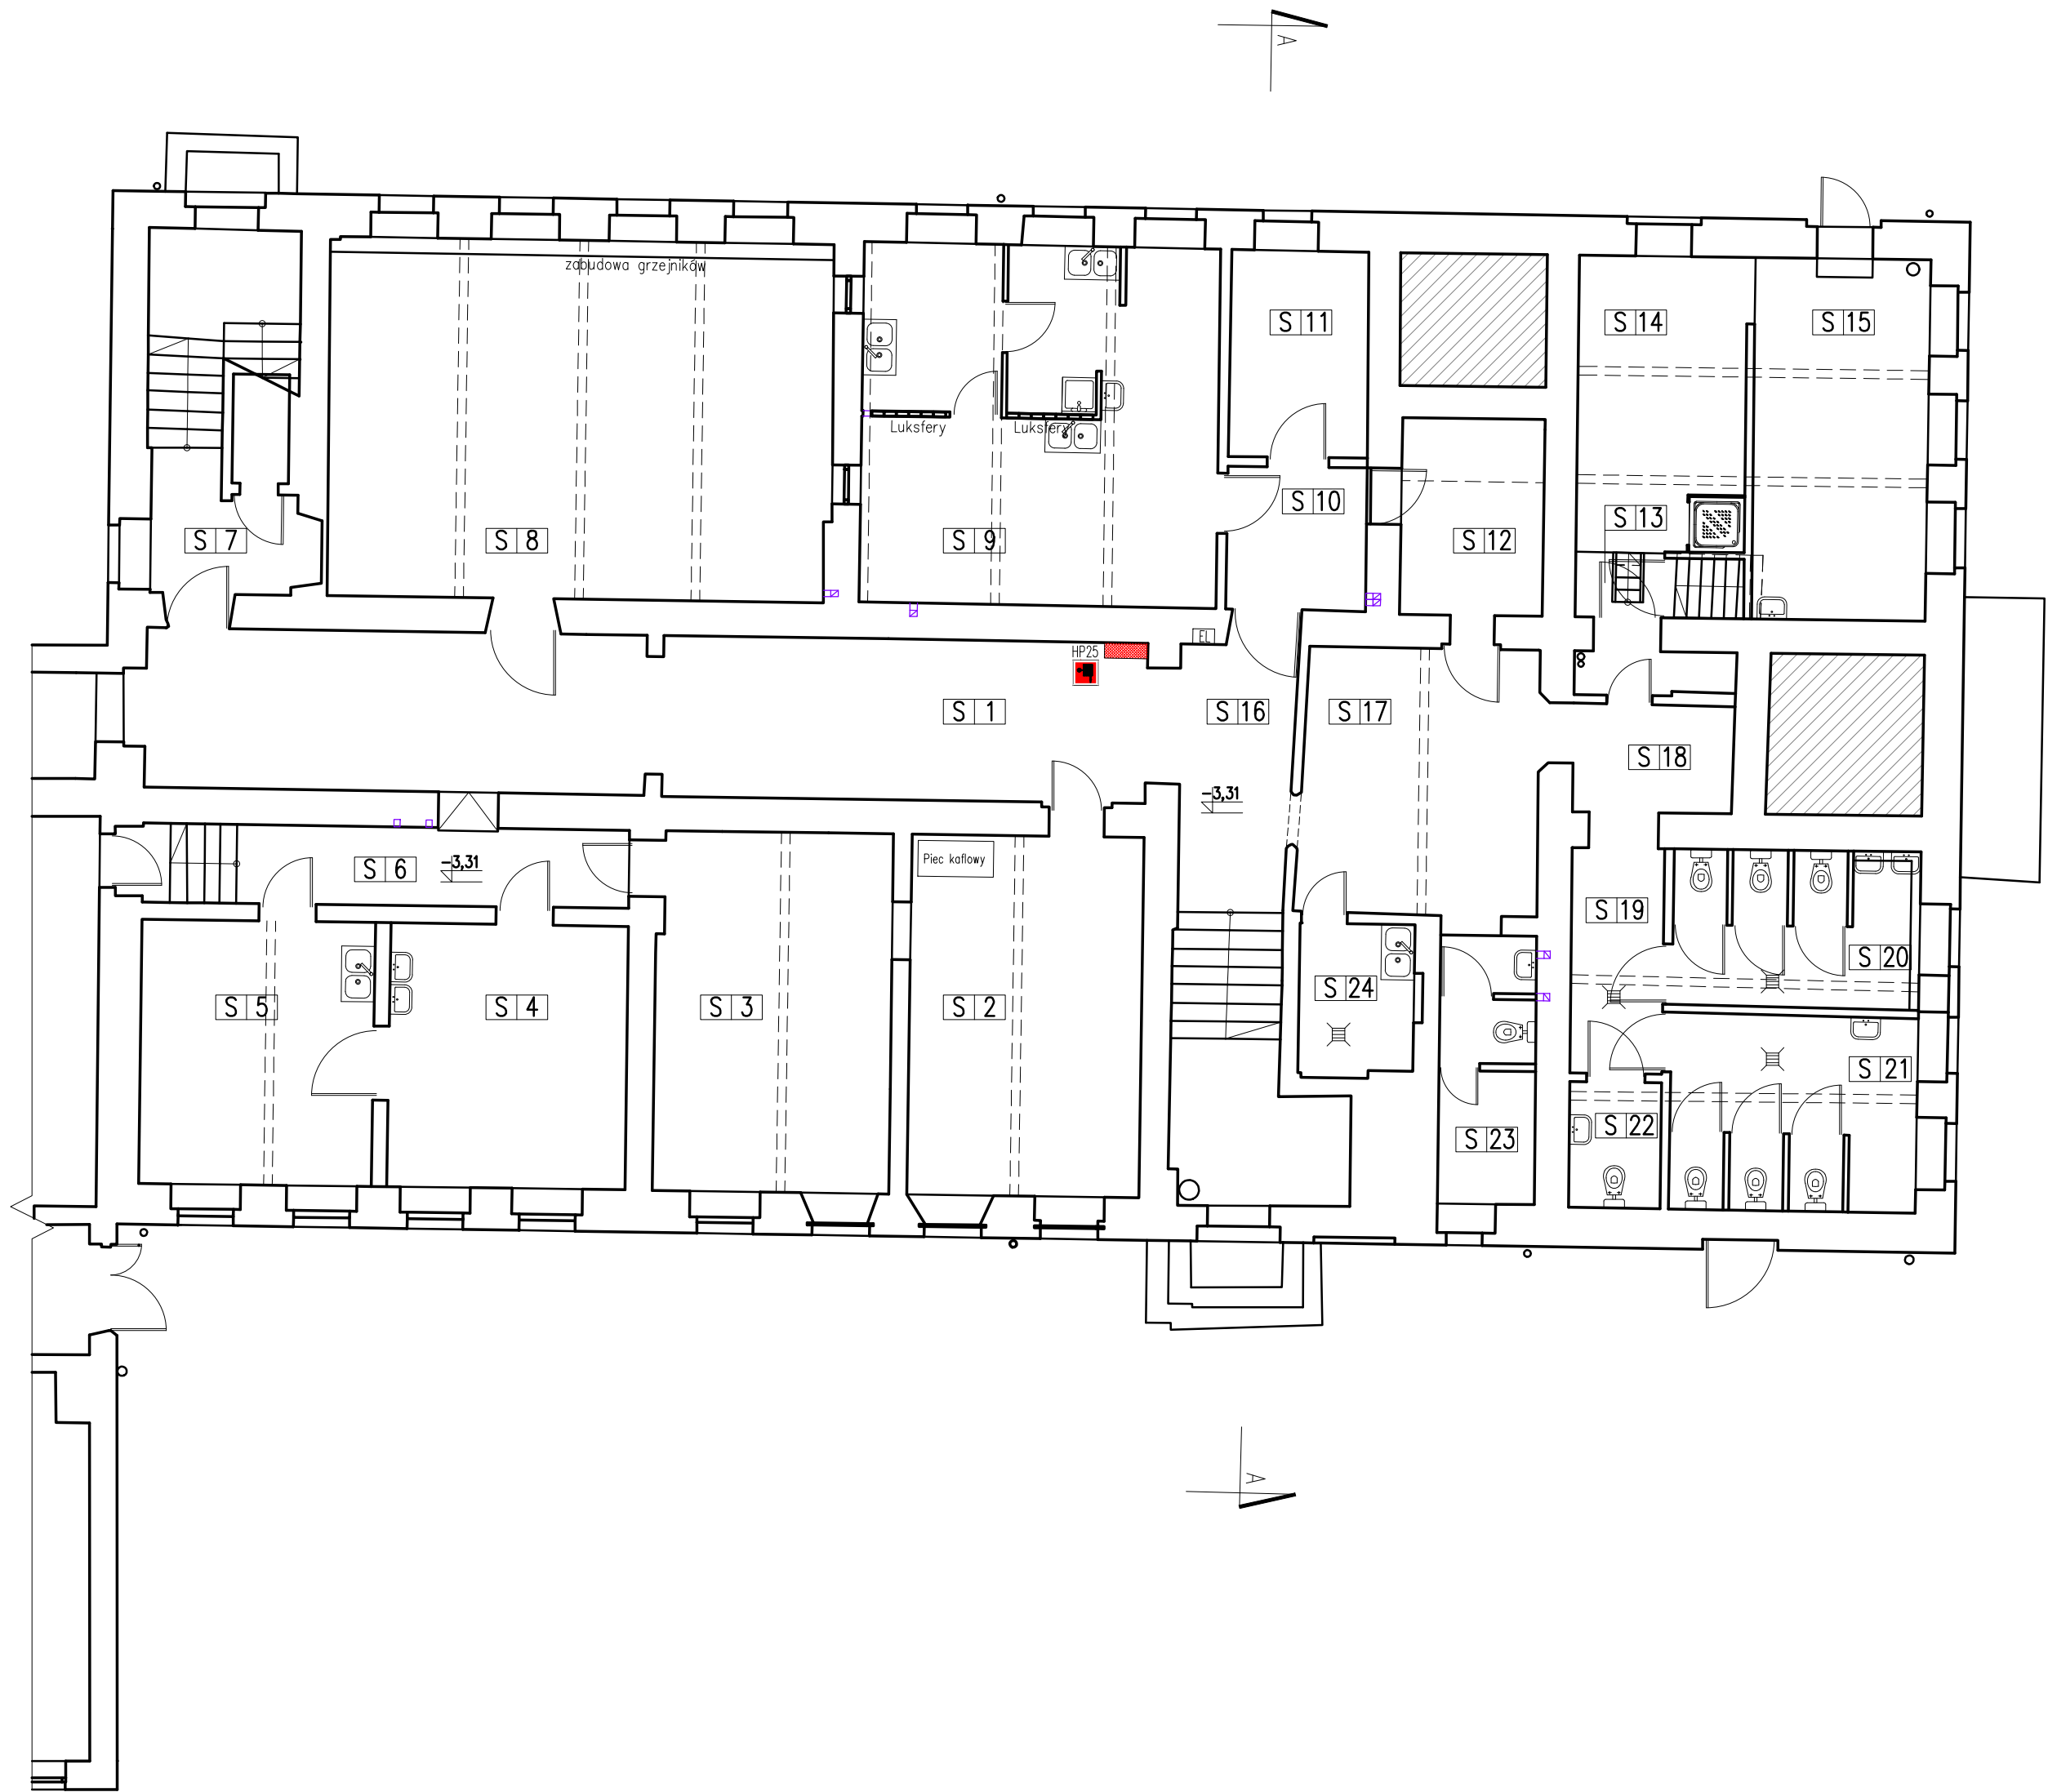 A
zabudowa grzejników
S 11
S 14
S 15
Luksfery
Luksfery
S 10
S 13
S 7
S 8
S 9
S 12
EL
HP25
S 1
S 16
S 17
S 18
-3,31
Piec kaflowy
S 6
-3,31
S 19
S 20
S 5
S 4
S 3
S 2
S 24
S 21
S 22
S 23
A